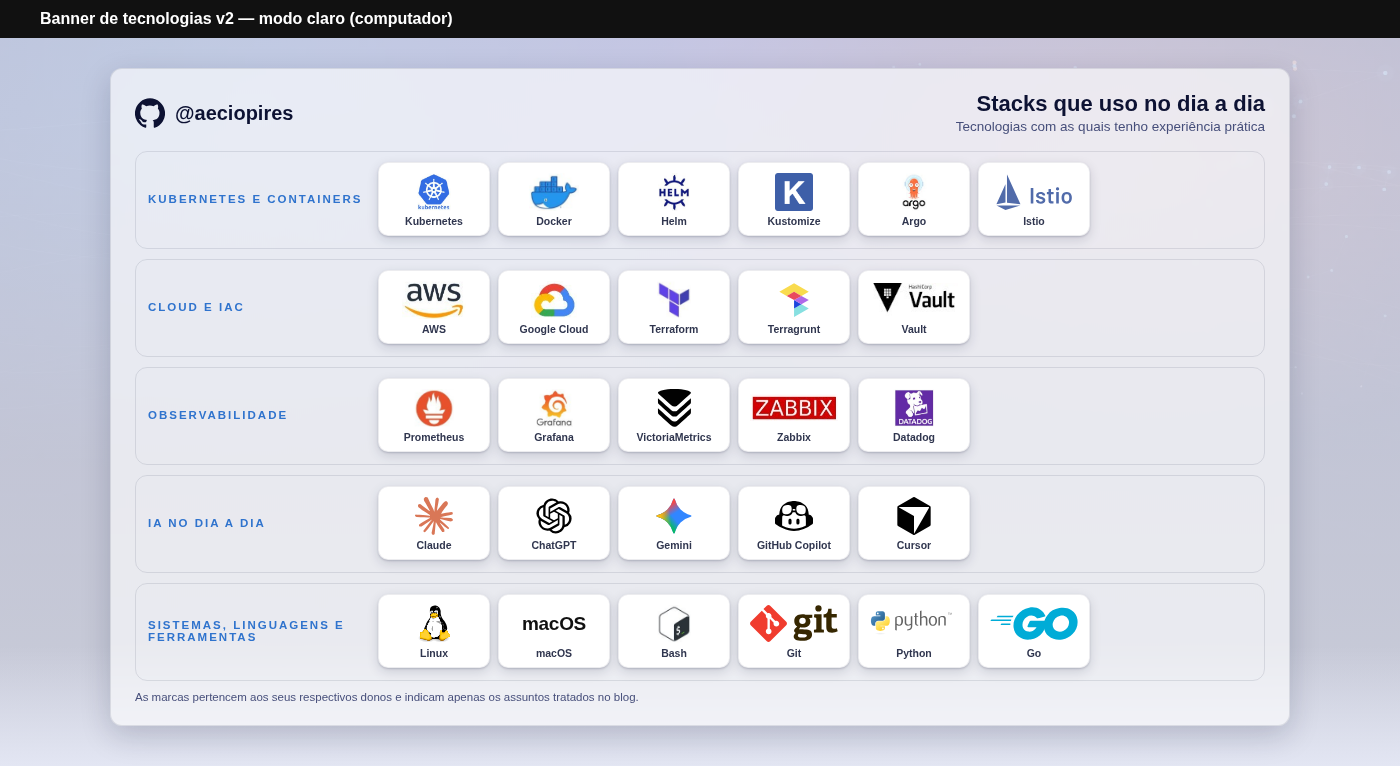 Banner de tecnologias v2 — modo claro (computador)
@aeciopires
Stacks que uso no dia a dia
Tecnologias com as quais tenho experiência prática
KUBERNETES E CONTAINERS
kubernetes
Kubernetes
Docker
HELM
Helm
K
Kustomize
argo
Argo
Istio
Istio
CLOUD E IAC
aws
AWS
Google Cloud
Terraform
Terragrunt
HashiCorp
Vault
Vault
OBSERVABILIDADE
Prometheus
Grafana
Grafana
VictoriaMetrics
ZABBIX
Zabbix
DATADOG
Datadog
IA NO DIA A DIA
Claude
ChatGPT
Gemini
GitHub Copilot
Cursor
SISTEMAS, LINGUAGENS E
FERRAMENTAS
Linux
macOS
macOS
$_
Bash
git
Git
python™
Python
GO
Go
As marcas pertencem aos seus respectivos donos e indicam apenas os assuntos tratados no blog.